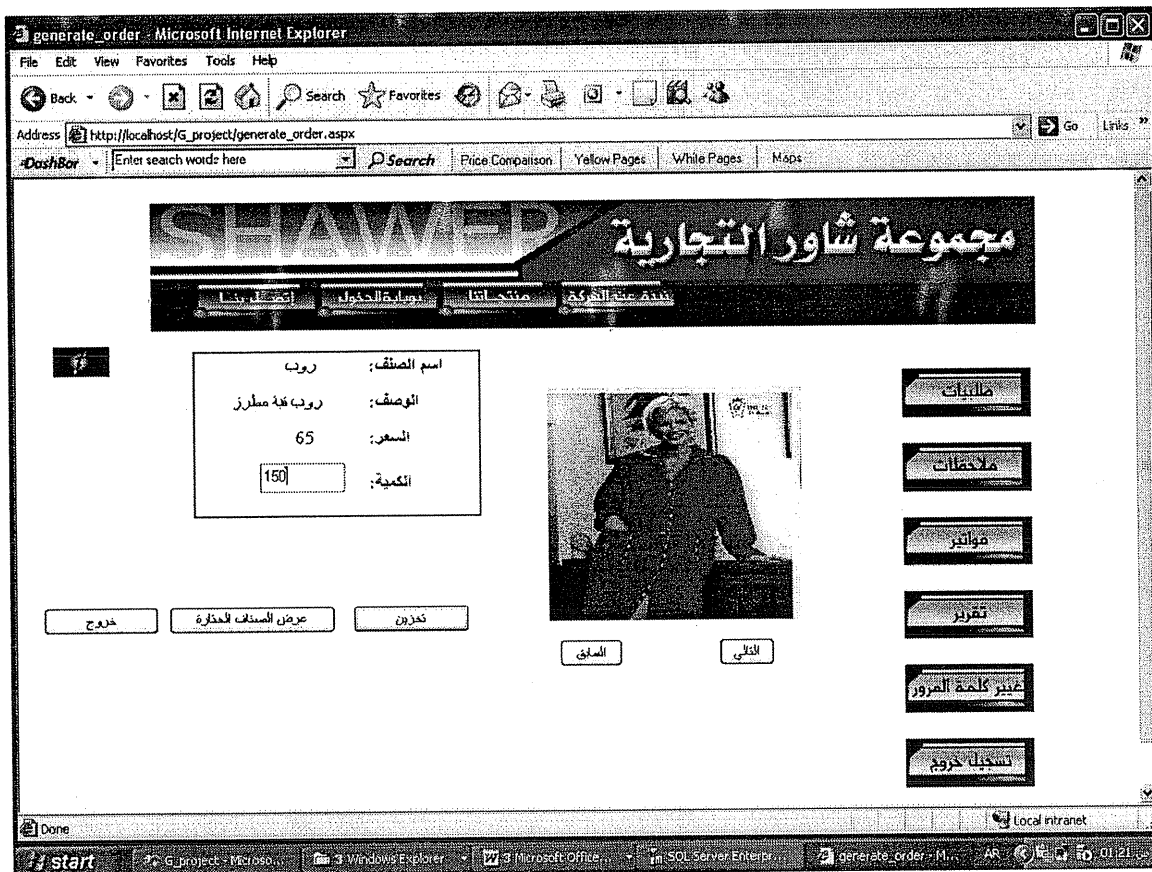 generate_order - Microsoft Internet Explorer
File Edit View Favorites Tools Help
Back Search Favorites
Address http://localhost/G_project/generate_order.aspx Go Links »
DashBar Enter search words here Search Price Comparison Yellow Pages White Pages Maps
SHAWER
مجموعة شاور التجارية
نبذة عن الشركة منتجاتنا بوابة الدخول إتصل بنا
اسم الصنف: روب
الوصف: روب قبة مطرز
السعر: 65
الكمية: 150
طلبيات
ملاحظات
فواتير
تقرير
تغيير كلمة المرور
تسجيل خروج
التالي السابق
تخزين عرض الصناف المختارة خروج
Done Local intranet
start G_project - Microso... 3 Windows Explorer 3 Microsoft Office... SQL Server Enterpr... generate_order - M... AR 01:21